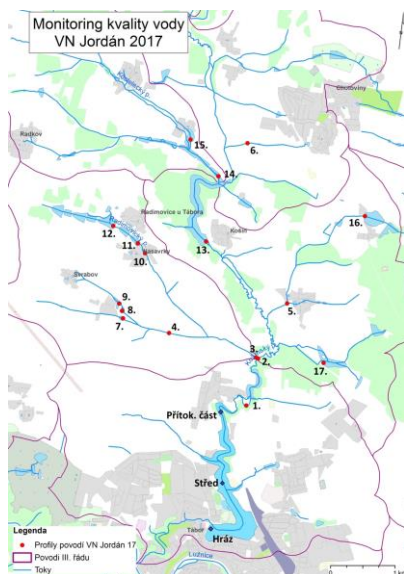 Monitoring kvality vody
VN Jordán 2017
Chotoviny
Radkov
15.
6.
14.
Radimovice u Tábora
16.
12.
11.
10.
Košín
13.
9.
8.
7.
4.
5.
3.
2.
17.
1.
Přítok. část
Střed
Tábor
Hráz
Lužnice
Legenda
Profily povodí VN Jordán 17
Povodí III. řádu
Toky